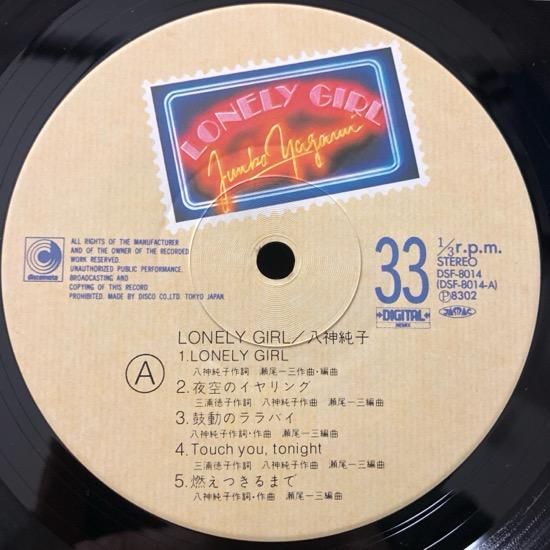 LONELY GIRL
Junko Yagami
discomate
ALL RIGHTS OF THE MANUFACTURER
AND OF THE OWNER OF THE RECORDED
WORK RESERVED.
UNAUTHORIZED PUBLIC PERFORMANCE.
BROADCASTING AND
COPYING OF THIS RECORD
PROHIBITED. MADE BY DISCO CO,LTD. TOKYO JAPAN.
33 1/3 r.p.m.
STEREO
DSF-8014
(DSF-8014-A)
Ⓟ8302
DIGITAL
REMIX
JASRAC
LONELY GIRL/八神純子
A
1.LONELY GIRL
八神純子作詞 瀬尾一三作曲・編曲
2.夜空のイヤリング
三浦徳子作詞 八神純子作曲 瀬尾一三編曲
3.鼓動のララバイ
八神純子作詞・作曲 瀬尾一三編曲
4.Touch you, tonight
三浦徳子作詞 八神純子作曲 瀬尾一三編曲
5.燃えつきるまで
八神純子作詞・作曲 瀬尾一三編曲